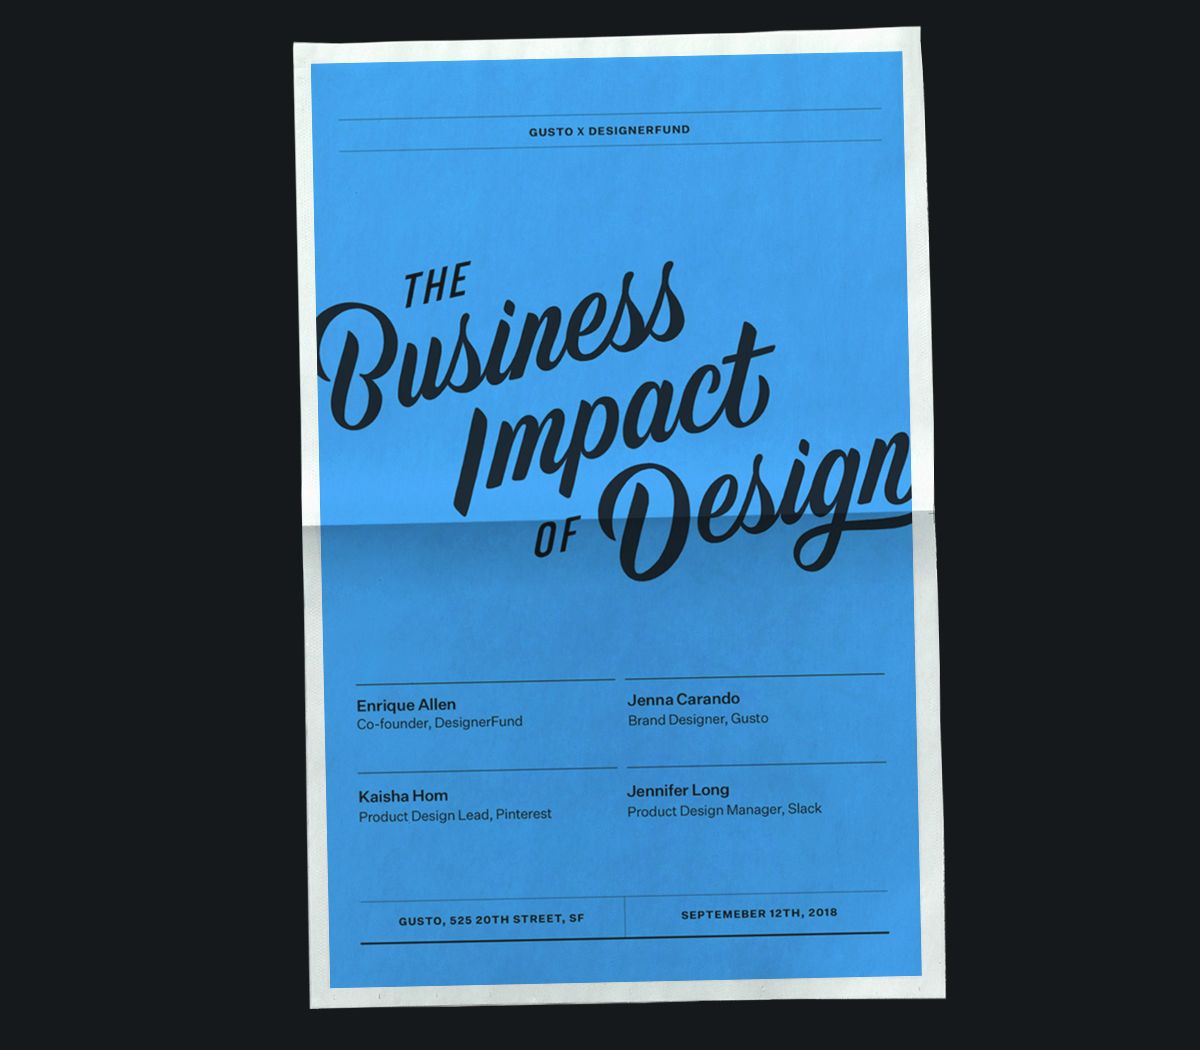 GUSTO X DESIGNERFUND
THE
Business
Impact
OF Design
Enrique Allen
Co-founder, DesignerFund
Jenna Carando
Brand Designer, Gusto
Kaisha Hom
Product Design Lead, Pinterest
Jennifer Long
Product Design Manager, Slack
GUSTO, 525 20TH STREET, SF
SEPTEMEBER 12TH, 2018